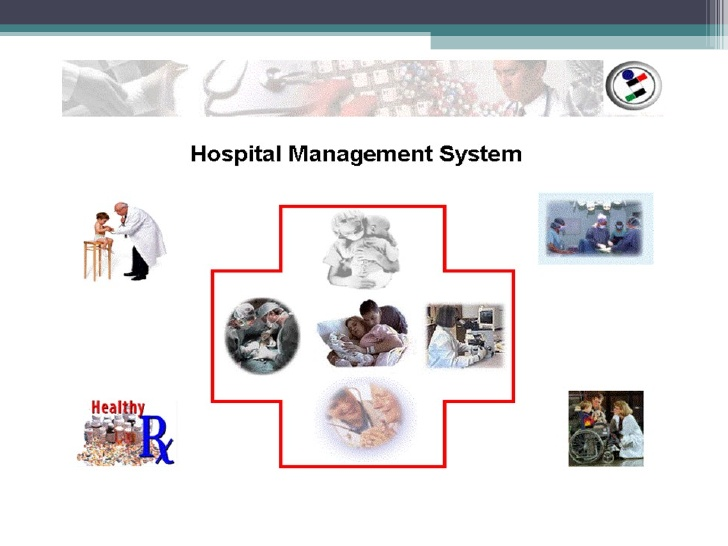 Hospital Management System
Healthy
Rx